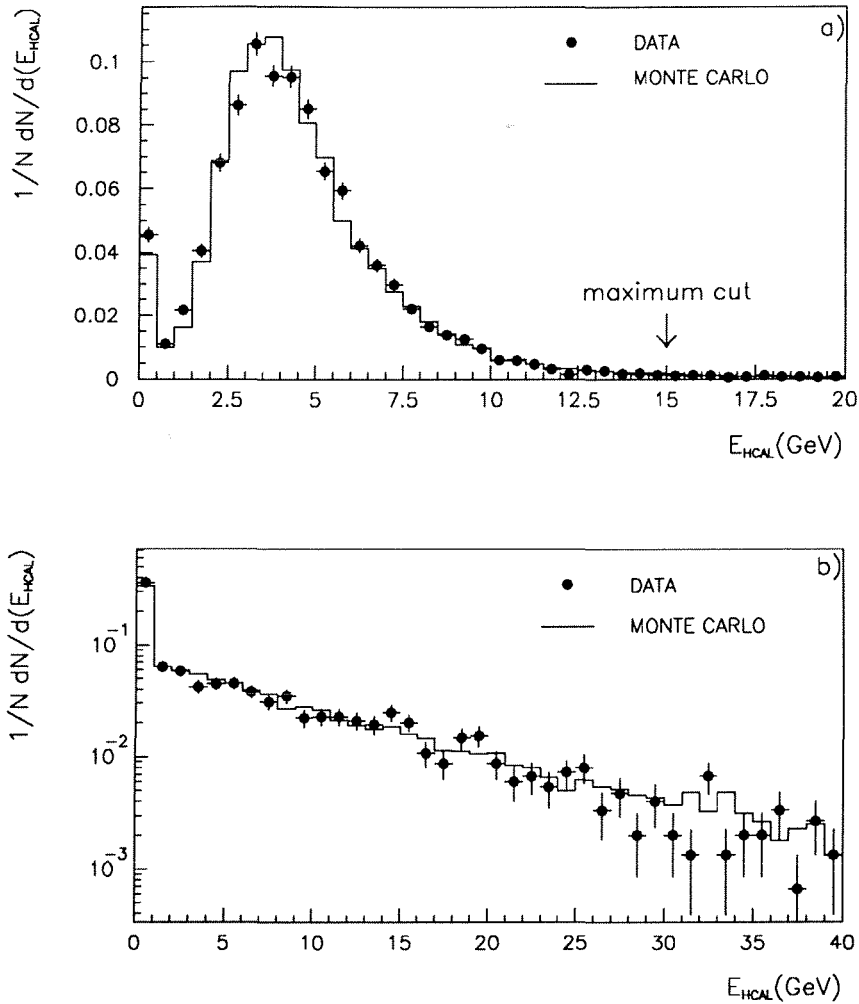 1/N dN/d(E_HCAL)
a)
DATA
MONTE CARLO
0.1
0.08
0.06
0.04
0.02
0
maximum cut
0 2.5 5 7.5 10 12.5 15 17.5 20
E_HCAL(GeV)
1/N dN/d(E_HCAL)
b)
DATA
MONTE CARLO
10^-1
10^-2
10^-3
0 5 10 15 20 25 30 35 40
E_HCAL(GeV)